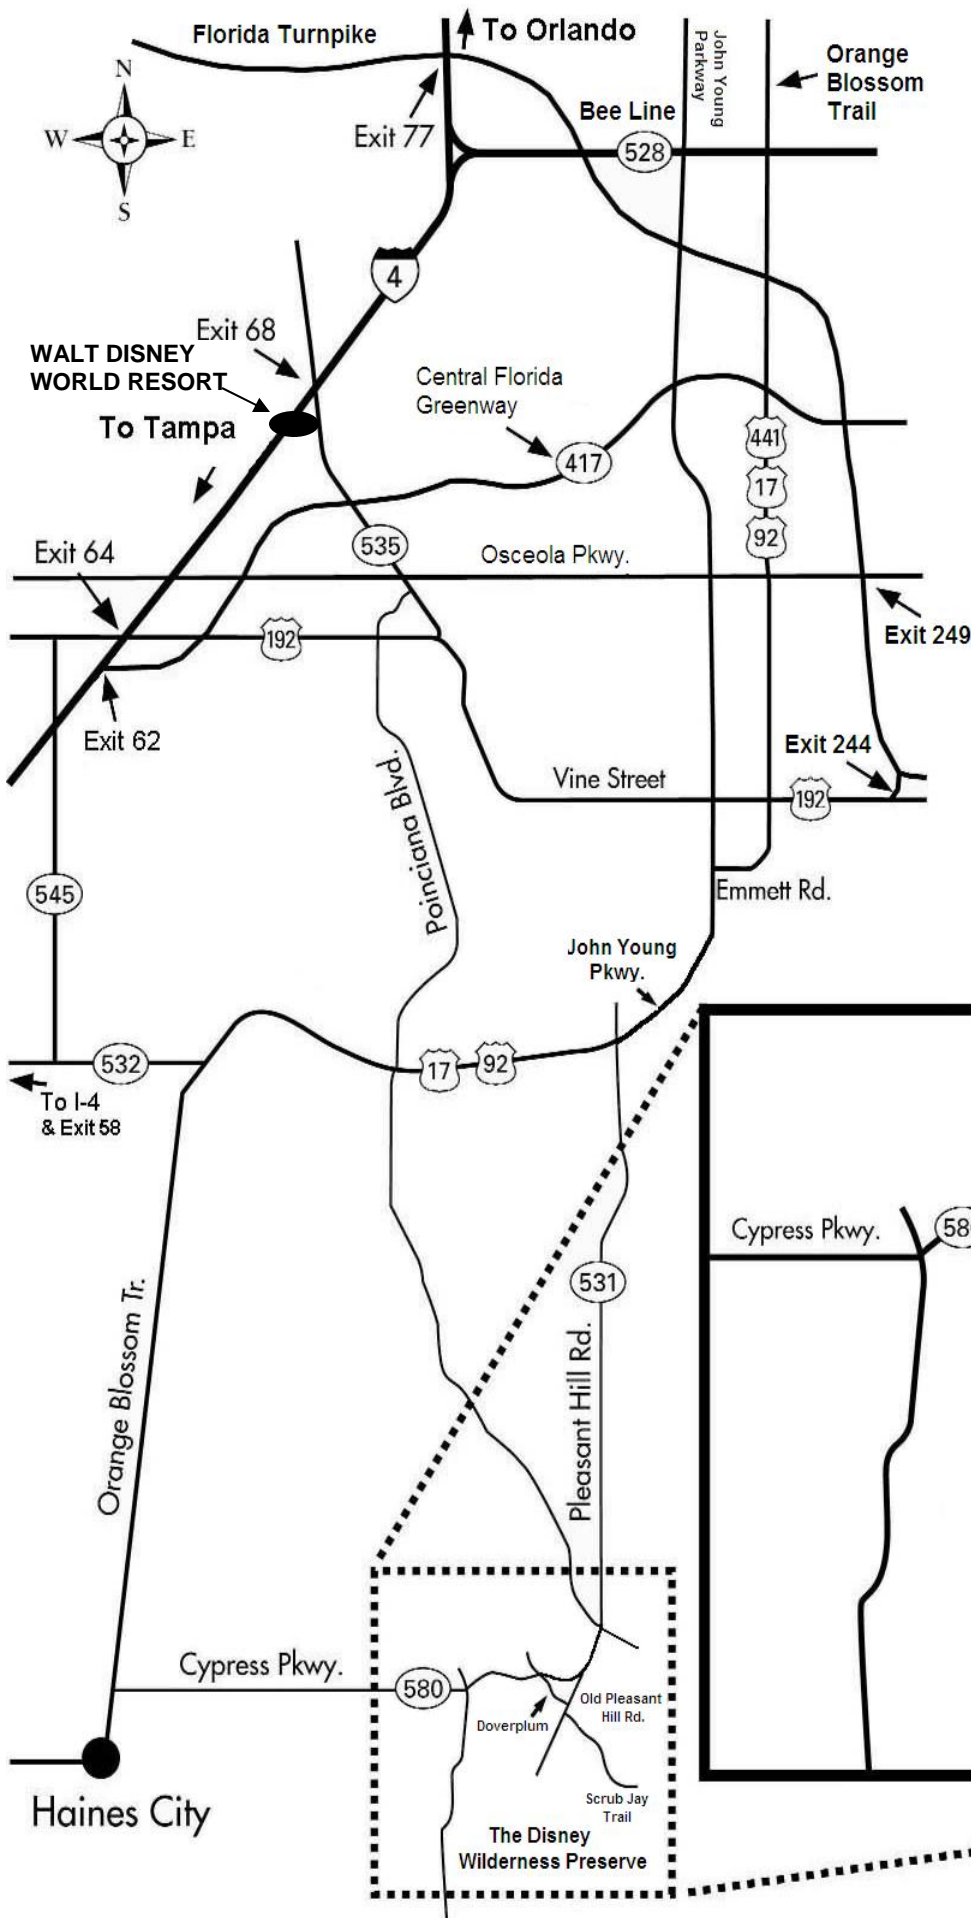 Florida Turnpike
To Orlando
John Young
Parkway
Orange
Blossom
Trail
N
W
E
S
Exit 77
Bee Line
528
4
Exit 68
WALT DISNEY
WORLD RESORT
To Tampa
Central Florida
Greenway
417
441
17
92
535
Exit 64
Osceola Pkwy.
192
Exit 249
Exit 62
Exit 244
Vine Street
192
Poinciana Blvd.
545
Emmett Rd.
John Young
Pkwy.
532
17
92
To I-4
& Exit 58
Cypress Pkwy.
58
531
Orange Blossom Tr.
Pleasant Hill Rd.
Cypress Pkwy.
580
Old Pleasant
Hill Rd.
Doverplum
Scrub Jay
Trail
Haines City
The Disney
Wilderness Preserve